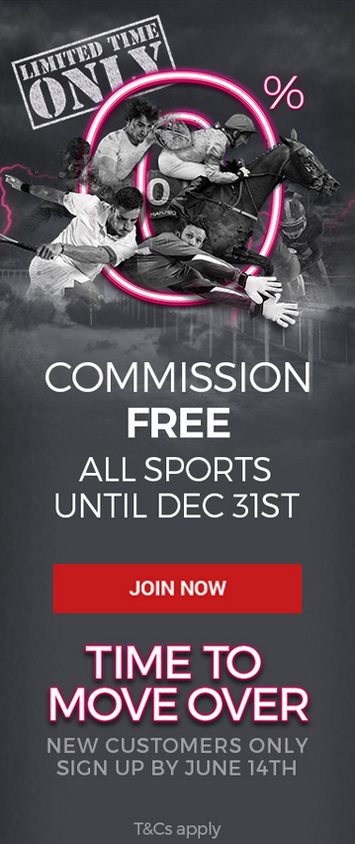 LIMITED TIME
ONLY
0%
COMMISSION
FREE
ALL SPORTS
UNTIL DEC 31ST
JOIN NOW
TIME TO
MOVE OVER
NEW CUSTOMERS ONLY
SIGN UP BY JUNE 14TH
T&Cs apply